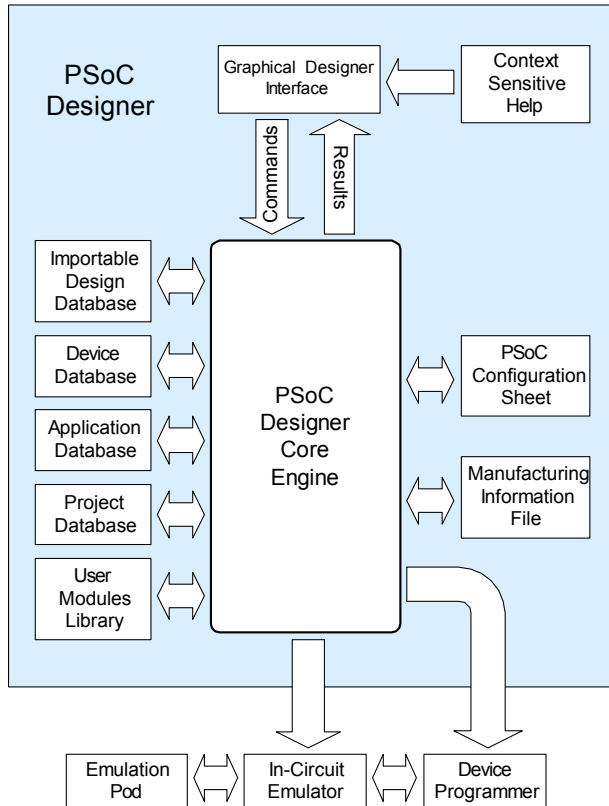 PSoC
Designer
Graphical Designer
Interface
Context
Sensitive
Help
Commands
Results
Importable
Design
Database
Device
Database
Application
Database
Project
Database
User
Modules
Library
PSoC
Designer
Core
Engine
PSoC
Configuration
Sheet
Manufacturing
Information
File
Emulation
Pod
In-Circuit
Emulator
Device
Programmer